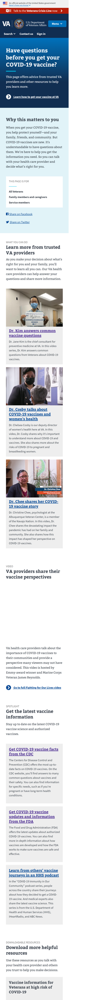 An official website of the United States government
Here's how you know
Talk to the Veterans Crisis Line now
VA
U.S. Department
of Veterans Affairs
Menu
Search
Contact us
Sign in
Have questions
before you get your
COVID-19 vaccine?
This page offers advice from trusted VA
providers and other resources to help
you learn more.
Learn how to get your vaccine at VA
Why this matters to you
When you get your COVID-19 vaccine,
you help protect yourself—and your
family, friends, and community. But
COVID-19 vaccines are new. It's
understandable to have questions about
them. We're here to help you get the
information you need. So you can talk
with your health care provider and
decide what's right for you.
THIS PAGE IS FOR
All Veterans
Family members and caregivers
Service members
Share on Facebook
Share on Twitter
WHAT YOU CAN DO
Learn more from trusted
VA providers
As you make your decision about what's
right for you and your family, you'll
want to learn all you can. Our VA health
care providers can help answer your
questions and share more information.
Dr. Kim answers common
vaccine questions
Dr. Jane Kim is the chief consultant for
preventive medicine at VA. In this video
series, Dr. Kim answers common
questions from Veterans about COVID-19
vaccines.
Dr. Cosby talks about
COVID-19 vaccines and
women's health
Dr. Chelsea Cosby is our deputy director
of women's health here at VA. In this
video, Dr. Cosby shares why it's important
to understand more about COVID-19 and
vaccines. She also shares more about the
risks of COVID-19 to pregnant and
breastfeeding women.
Dr. Christine Chee
Dr. Chee shares her COVID-
19 vaccine story
Dr. Christine Chee, psychologist at the
Albuquerque Veteran Center, is a member
of the Navajo Nation. In this video, Dr.
Chee shares the devastating impact the
pandemic has had on her family and
community. She also shares how this
impact has shaped her perspective on
COVID-19 vaccines.
VIDEO
VA providers share their
vaccine perspectives
VA health care providers talk about the
importance of COVID-19 vaccines to
their communities and provide a
perspective many viewers may not have
considered. This video is hosted by
Emmy-award winner and Marine Corps
Veteran James Reynolds.
Go to full Fighting for Our Lives video
SPOTLIGHT
Get the latest vaccine
information
Stay up to date on the latest COVID-19
vaccine science and authorized
vaccines.
Get COVID-19 vaccine facts
from the CDC
The Centers for Disease Control and
Prevention (CDC) offers the most up-to-
date facts on COVID-19 vaccines. On the
CDC website, you'll find answers to many
common questions about vaccines and
their safety. You can also find information
for specific needs, such as if you're
pregnant or have long-term health
conditions.
Get COVID-19 vaccine
updates and information
from the FDA
The Food and Drug Administration (FDA)
offers the latest updates about authorized
COVID-19 vaccines. You can also find
more in-depth information about how
vaccines are developed and how the FDA
works to make sure vaccines are safe and
effective.
Learn from others' vaccine
journeys in an HHS podcast
In the "COVID-19 Immunity in Our
Community" podcast series, people
across the country share their journeys
about how they decided to get a COVID-
19 vaccine. And medical experts also
share the latest vaccine science. This
series is from the U.S. Department of
Health and Human Services (HHS),
iHeartRadio, and ABC News.
DOWNLOADABLE RESOURCES
Download more helpful
resources
Use these resources as you talk with
your health care provider and others
you trust to help you make decisions.
Vaccine information for
Veterans at high risk of
COVID-19